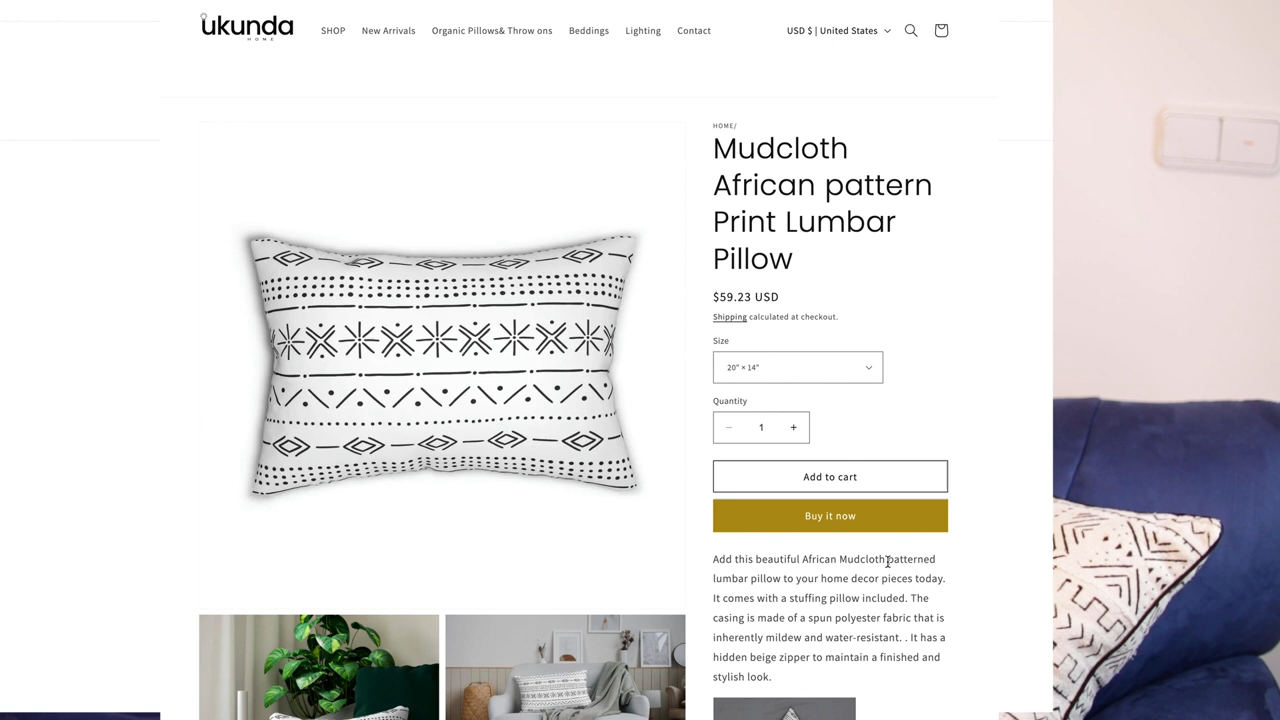 ukunda
HOME
SHOP New Arrivals Organic Pillows& Throw ons Beddings Lighting Contact USD $ | United States
HOME/
Mudcloth
African pattern
Print Lumbar
Pillow
$59.23 USD
Shipping calculated at checkout.
Size
20" × 14"
Quantity
− 1 +
Add to cart
Buy it now
Add this beautiful African Mudcloth patterned
lumbar pillow to your home decor pieces today.
It comes with a stuffing pillow included. The
casing is made of a spun polyester fabric that is
inherently mildew and water-resistant. . It has a
hidden beige zipper to maintain a finished and
stylish look.